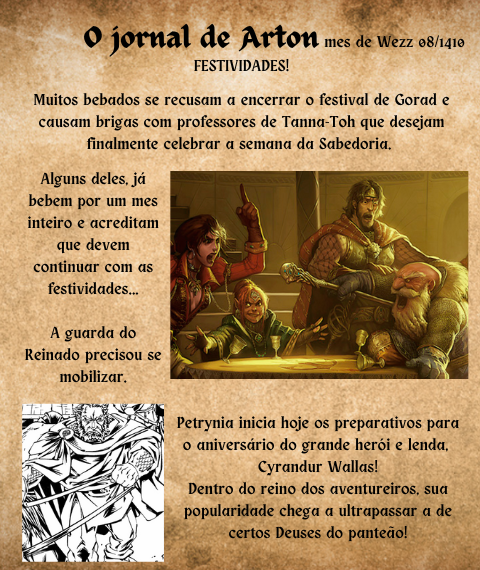 O jornal de Arton mes de Wezz 08/1410
FESTIVIDADES!
Muitos bebados se recusam a encerrar o festival de Gorad e
causam brigas com professores de Tanna-Toh que desejam
finalmente celebrar a semana da Sabedoria.
Alguns deles, já
bebem por um mes
inteiro e acreditam
que devem
continuar com as
festividades...
A guarda do
Reinado precisou se
mobilizar.
Petrynia inicia hoje os preparativos para
o aniversário do grande herói e lenda,
Cyrandur Wallas!
Dentro do reino dos aventureiros, sua
popularidade chega a ultrapassar a de
certos Deuses do panteão!